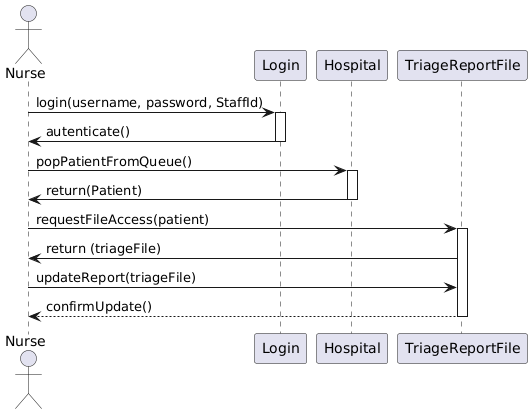 Nurse
Login
Hospital
TriageReportFile
login(username, password, StaffId)
autenticate()
popPatientFromQueue()
return(Patient)
requestFileAccess(patient)
return (triageFile)
updateReport(triageFile)
confirmUpdate()
Nurse
Login
Hospital
TriageReportFile